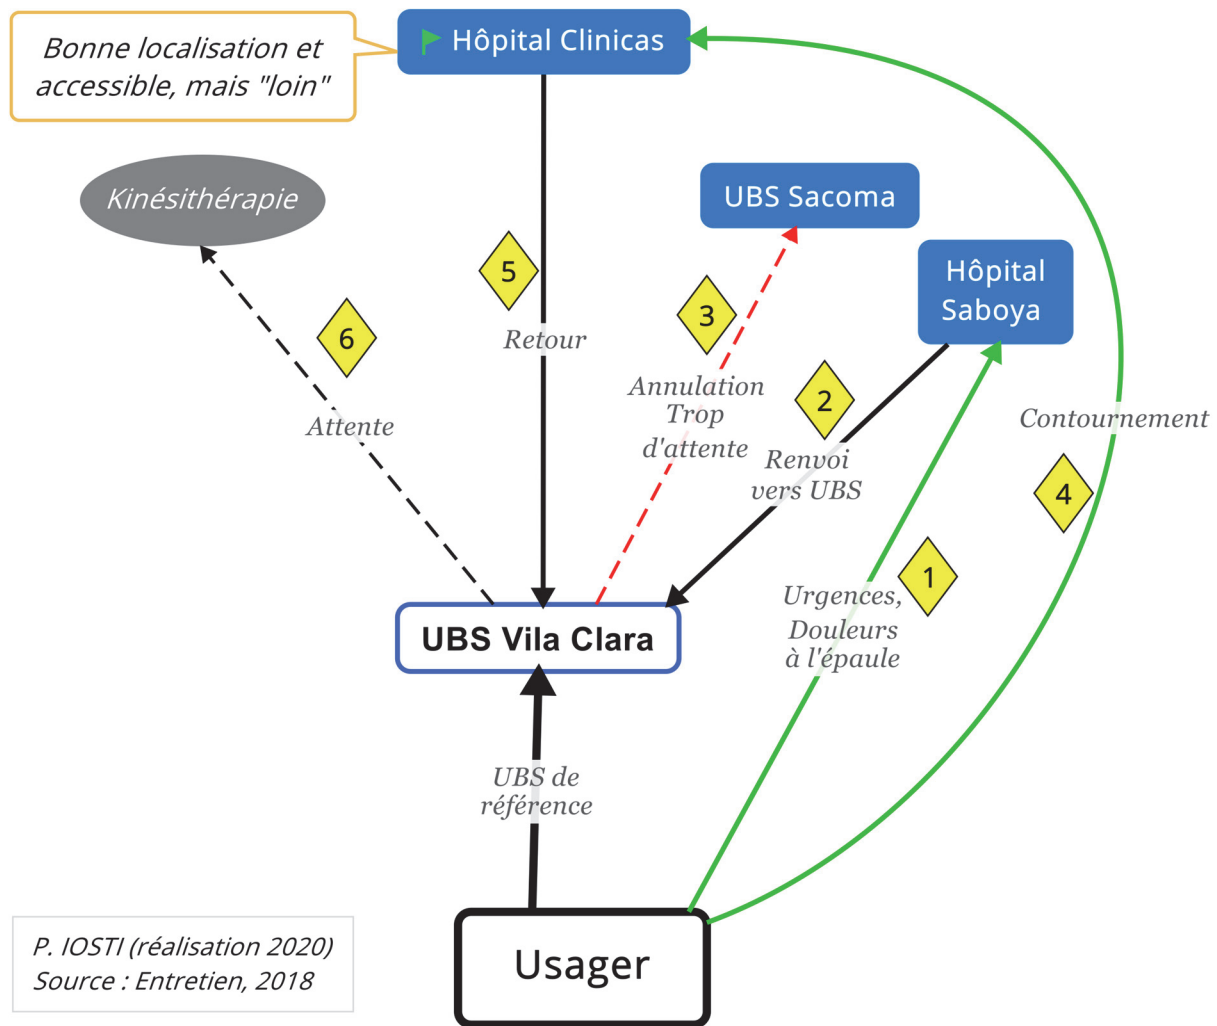 Bonne localisation et
accessible, mais "loin"
Hôpital Clinicas
Kinésithérapie
UBS Sacoma
Hôpital
Saboya
5
Retour
6
Attente
3
Annulation
Trop
d'attente
2
Renvoi
vers UBS
Contournement
4
1
Urgences,
Douleurs
à l'épaule
UBS Vila Clara
UBS de
référence
Usager
P. IOSTI (réalisation 2020)
Source : Entretien, 2018